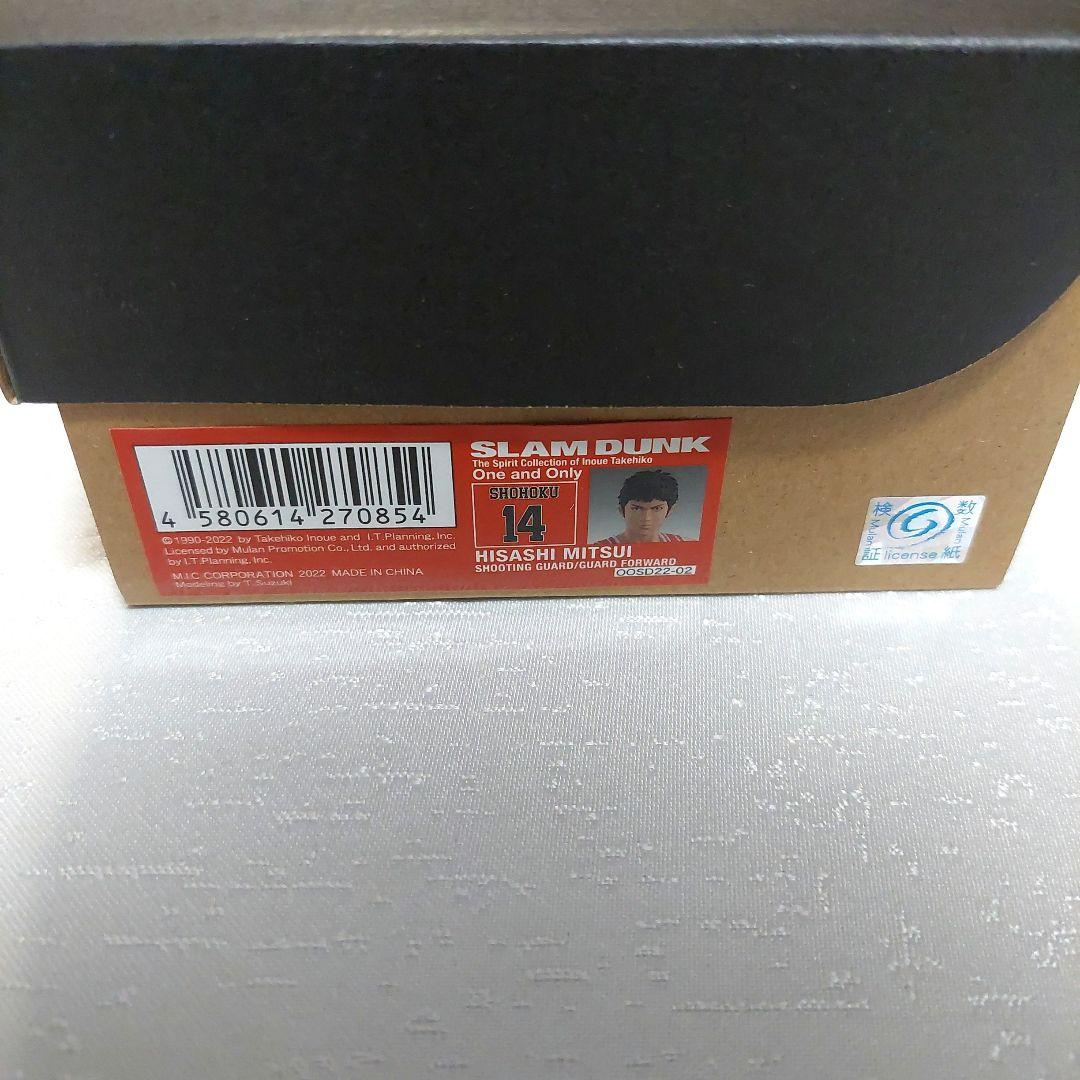 4 580614 270854
©1990-2022 by Takehiko Inoue and I.T.Planning, Inc.
Licensed by Mulan Promotion Co., Ltd. and authorized
by I.T.Planning, Inc.
M.I.C CORPORATION 2022 MADE IN CHINA
Modeling by T.Suzuki
SLAM DUNK
The Spirit Collection of Inoue Takehiko
One and Only
SHOHOKU
14
HISASHI MITSUI
SHOOTING GUARD/GUARD FORWARD
OOSD22-02
検 数
Mulan Mulan
証 license 紙